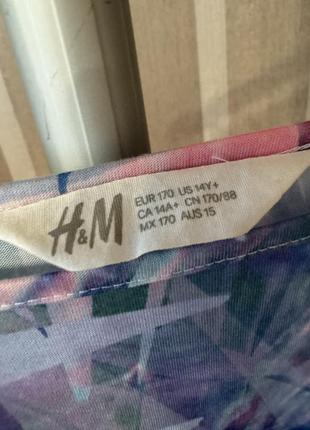 H&M
EUR 170 US 14Y+
CA 14A+ CN 170/88
MX 170 AUS 15